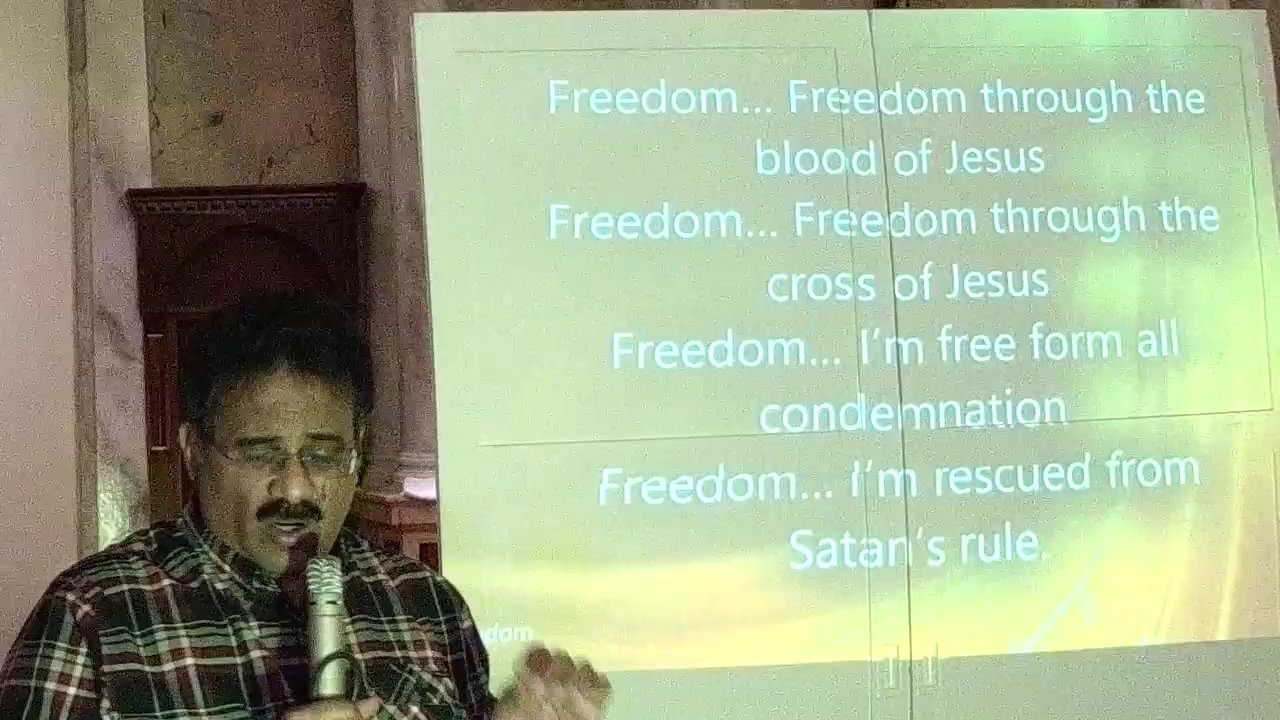 Freedom... Freedom through the
blood of Jesus
Freedom... Freedom through the
cross of Jesus
Freedom... I'm free form all
condemnation
Freedom... I'm rescued from
Satan's rule.
dom